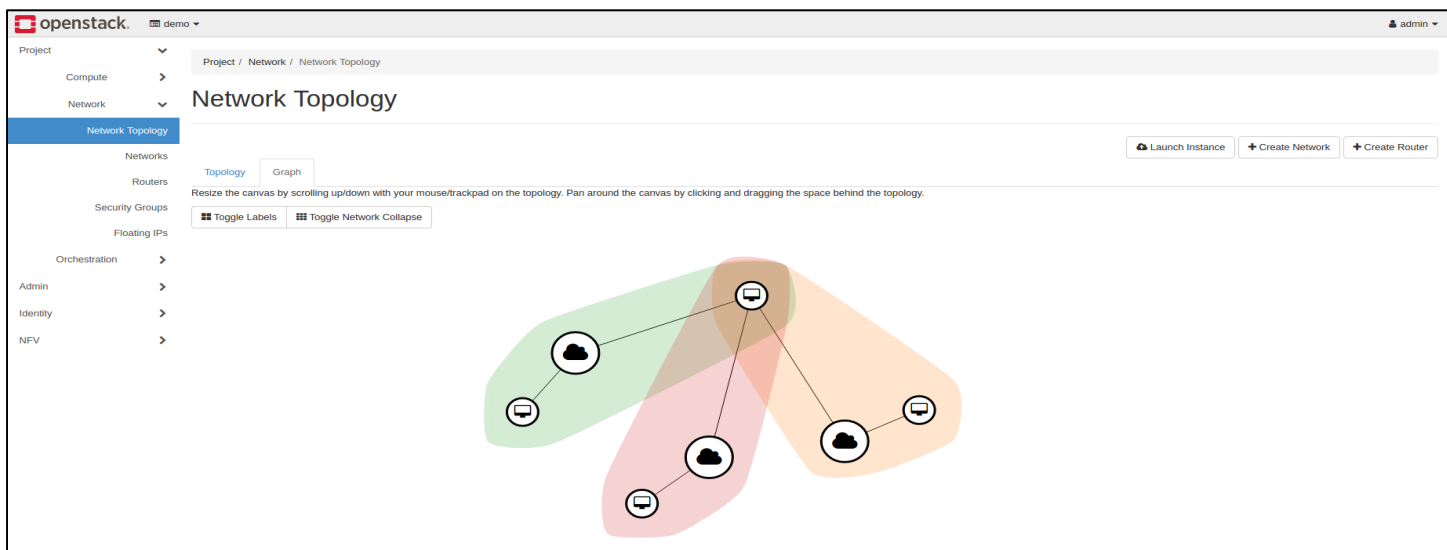 openstack. demo admin
Project
Compute
Network
Network Topology
Networks
Routers
Security Groups
Floating IPs
Orchestration
Admin
Identity
NFV
Project / Network / Network Topology
Network Topology
Launch Instance + Create Network + Create Router
Topology Graph
Resize the canvas by scrolling up/down with your mouse/trackpad on the topology. Pan around the canvas by clicking and dragging the space behind the topology.
Toggle Labels Toggle Network Collapse